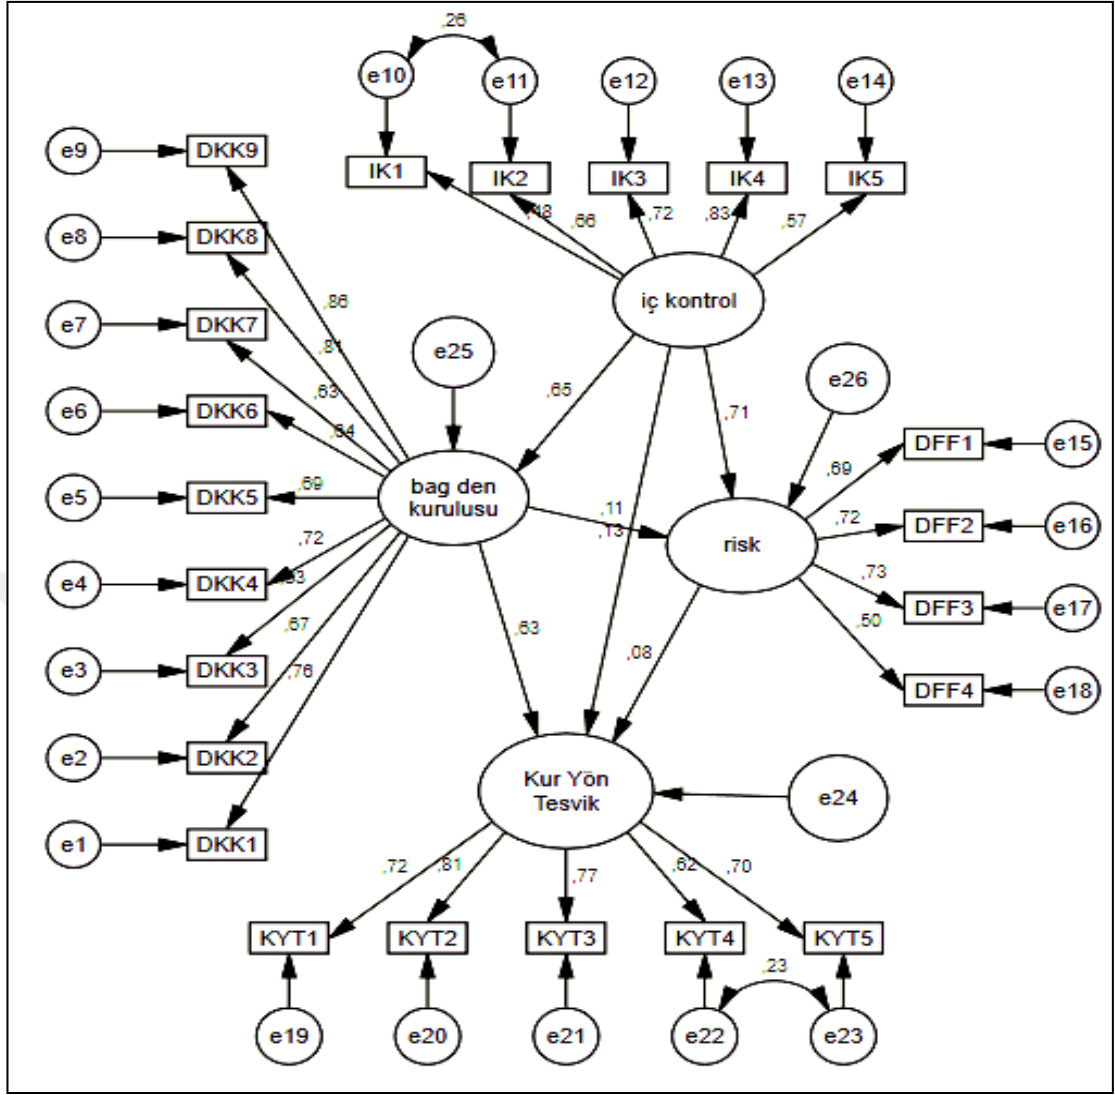 ,26
e10
e11
e12
e13
e14
e9
DKK9
IK1
IK2
IK3
IK4
IK5
,48
,66
,72
,83
,57
e8
DKK8
iç kontrol
,86
e7
DKK7
,81
e25
e26
,65
,63
e6
DKK6
,64
,71
DFF1
e15
,69
e5
DKK5
,69
bag den
kurulusu
,11
,13
risk
,72
DFF2
e16
,72
e4
DKK4
,73
DFF3
e17
,67
,63
,50
e3
DKK3
,76
,08
DFF4
e18
e2
DKK2
Kur Yön
Tesvik
e24
e1
DKK1
,72
,81
,77
,62
,70
KYT1
KYT2
KYT3
KYT4
KYT5
,23
e19
e20
e21
e22
e23